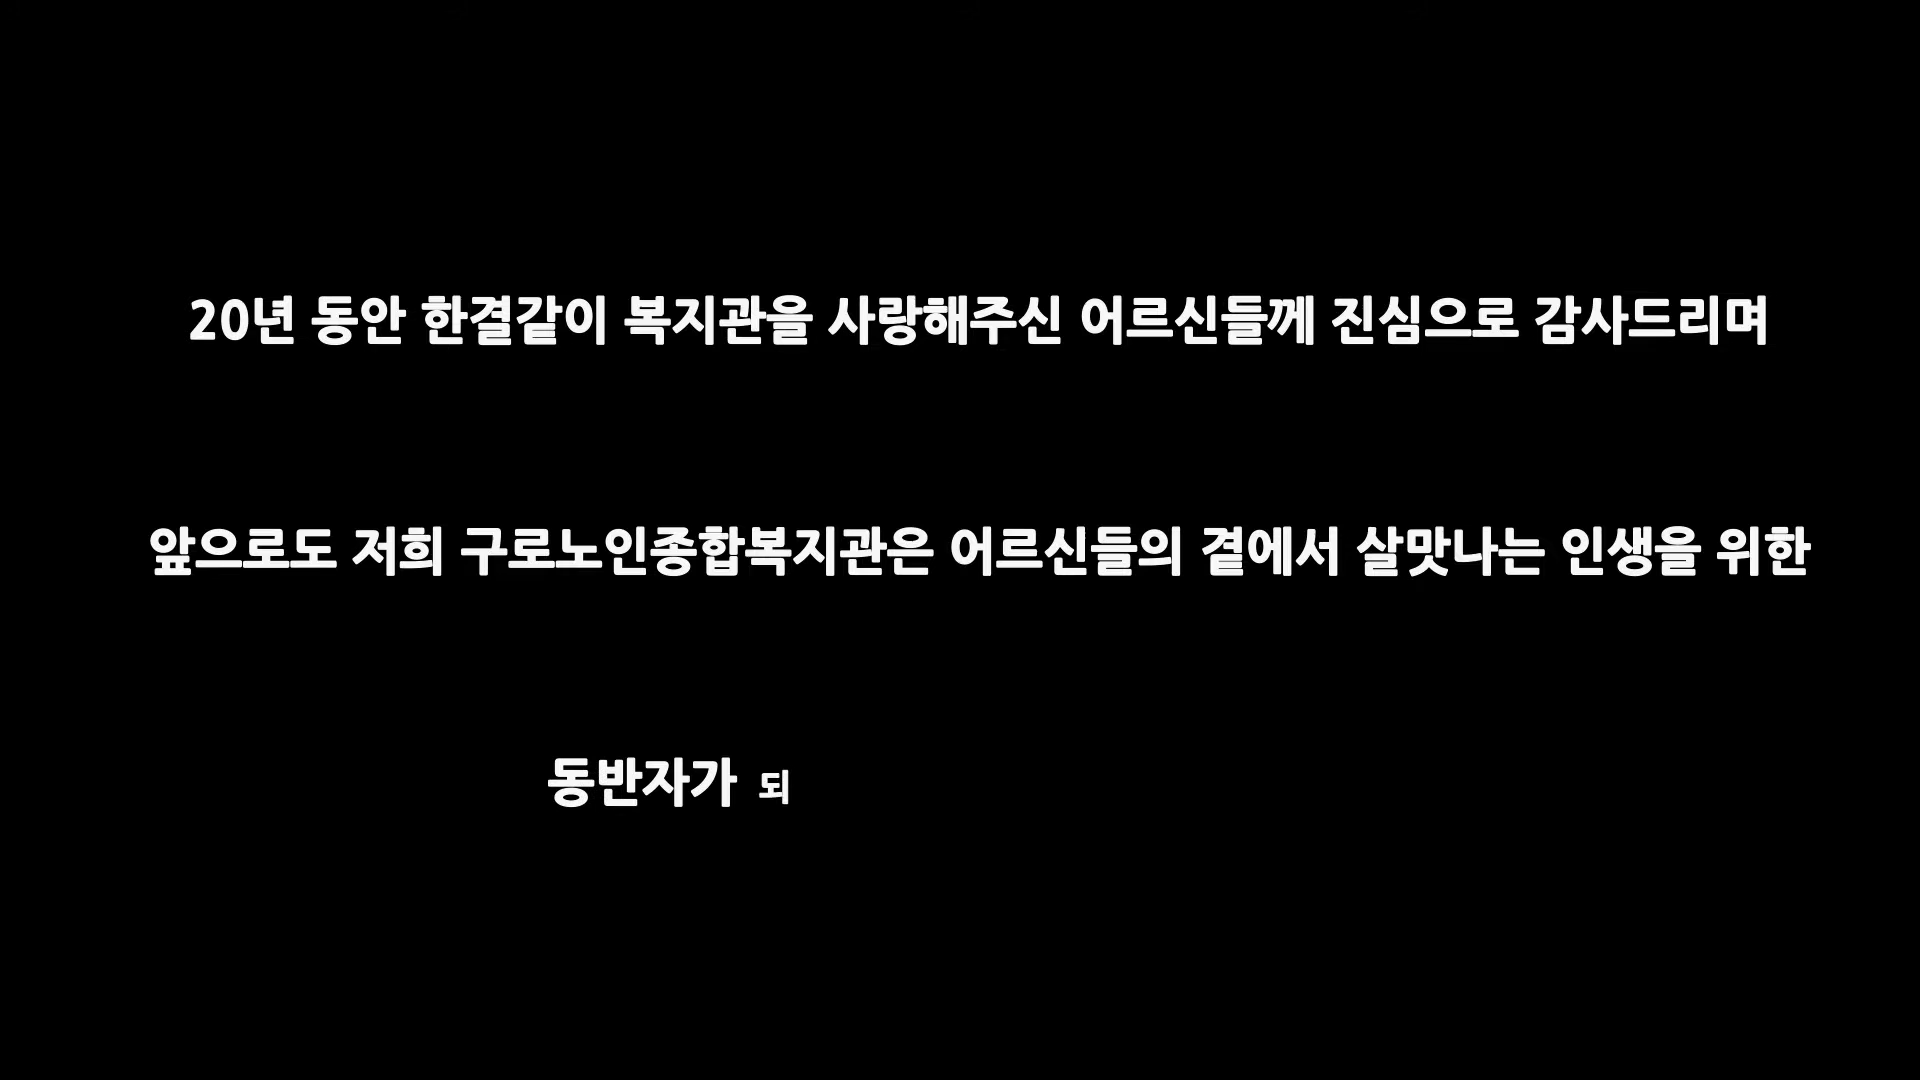 20년 동안 한결같이 복지관을 사랑해주신 어르신들께 진심으로 감사드리며
앞으로도 저희 구로노인종합복지관은 어르신들의 곁에서 살맛나는 인생을 위한
동반자가 되